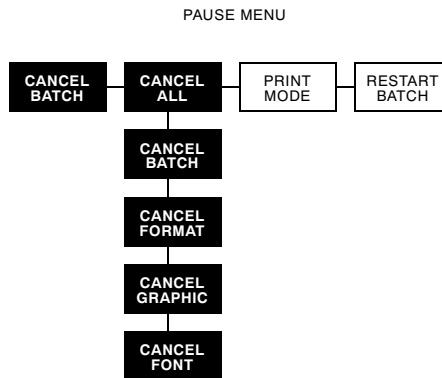 PAUSE MENU
CANCEL
BATCH
CANCEL
ALL
PRINT
MODE
RESTART
BATCH
CANCEL
BATCH
CANCEL
FORMAT
CANCEL
GRAPHIC
CANCEL
FONT